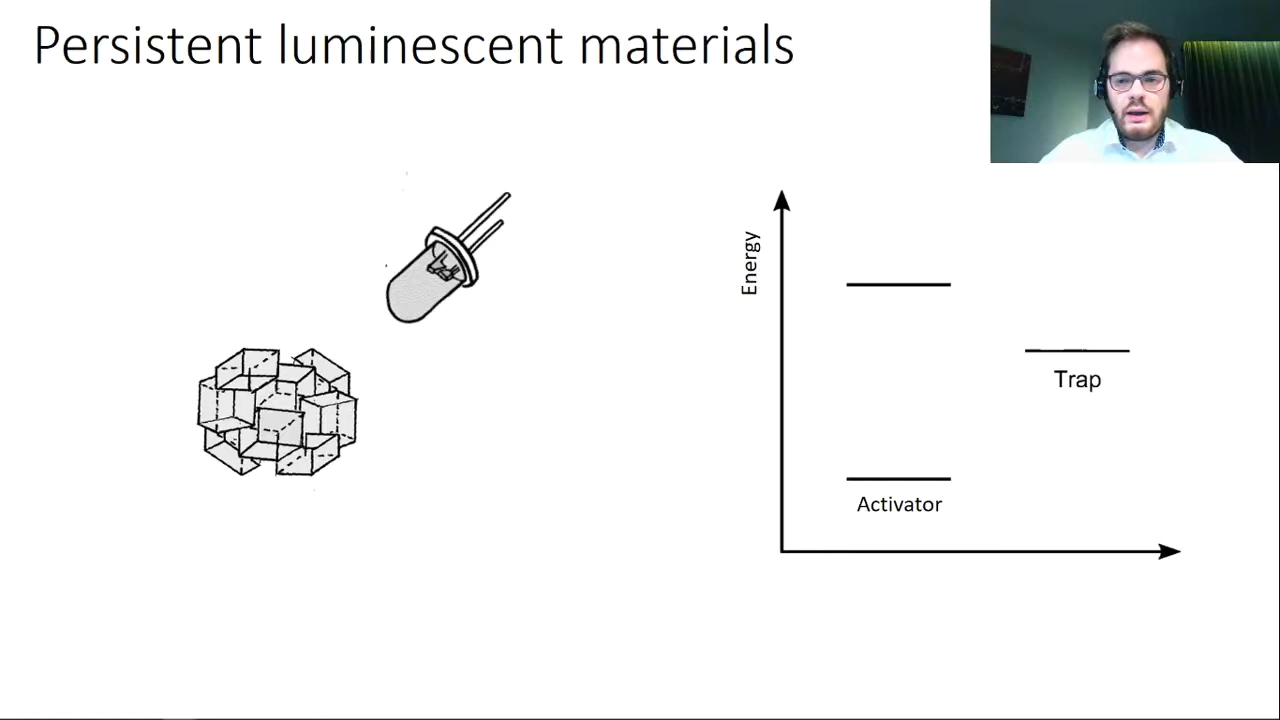 Persistent luminescent materials
Energy
Trap
Activator